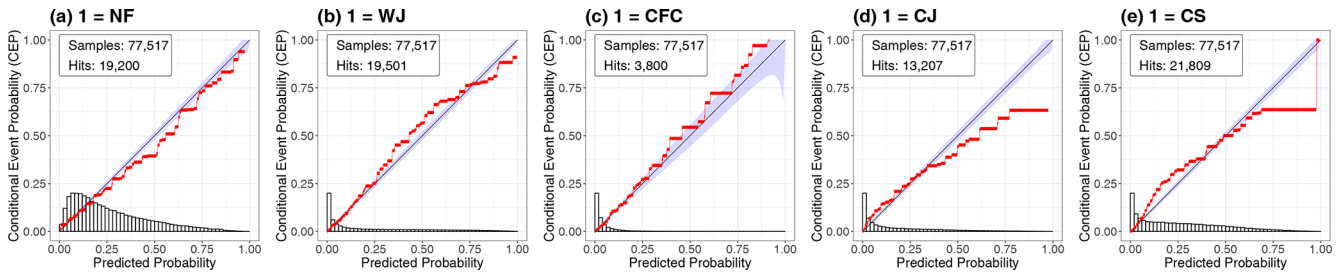 (a) 1 = NF
Conditional Event Probability (CEP)
1.00
0.75
0.50
0.25
0.00
Samples: 77,517
Hits: 19,200
0.00 0.25 0.50 0.75 1.00
Predicted Probability
(b) 1 = WJ
Conditional Event Probability (CEP)
1.00
0.75
0.50
0.25
0.00
Samples: 77,517
Hits: 19,501
0.00 0.25 0.50 0.75 1.00
Predicted Probability
(c) 1 = CFC
Conditional Event Probability (CEP)
1.00
0.75
0.50
0.25
0.00
Samples: 77,517
Hits: 3,800
0.00 0.25 0.50 0.75 1.00
Predicted Probability
(d) 1 = CJ
Conditional Event Probability (CEP)
1.00
0.75
0.50
0.25
0.00
Samples: 77,517
Hits: 13,207
0.00 0.25 0.50 0.75 1.00
Predicted Probability
(e) 1 = CS
Conditional Event Probability (CEP)
1.00
0.75
0.50
0.25
0.00
Samples: 77,517
Hits: 21,809
0.00 0.25 0.50 0.75 1.00
Predicted Probability